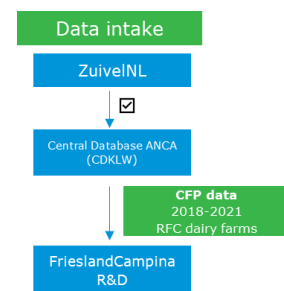 Data intake
ZuivelNL
Central Database ANCA
(CDKLW)
CFP data
2018-2021
RFC dairy farms
FrieslandCampina
R&D